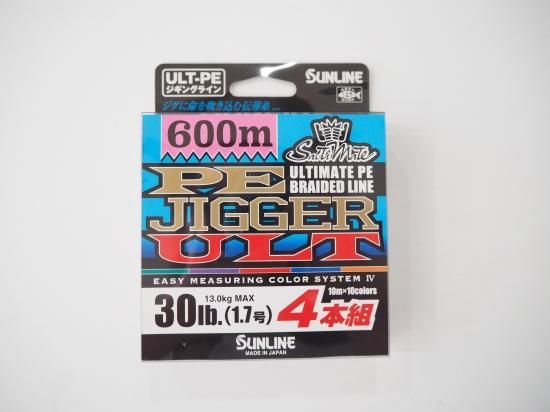 ULT-PE
ジギングライン
SUNLINE
ジグに命を吹き込む伝導糸...
600m
SaltiMate
ULTIMATE PE
BRAIDED LINE
PE
JIGGER
ULT
EASY MEASURING COLOR SYSTEM IV
10m×10colors
13.0kg MAX
30lb.(1.7号)
4本組
SUNLINE
MADE IN JAPAN